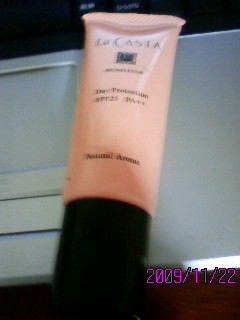 La CASTA
Day Protection
SPF25 PA++
Natural Aroma
2009/11/22